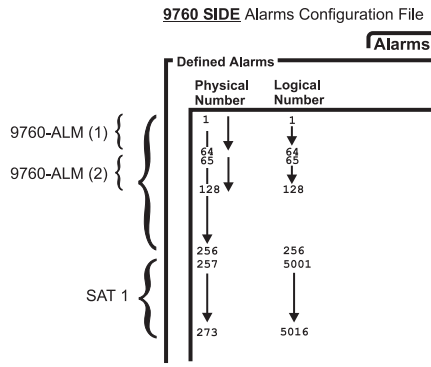 9760 SIDE Alarms Configuration File
Alarms
Defined Alarms
Physical Number Logical Number
1 1
9760-ALM (1)
64 64
65 65
9760-ALM (2)
128 128
256 256
257 5001
SAT 1
273 5016